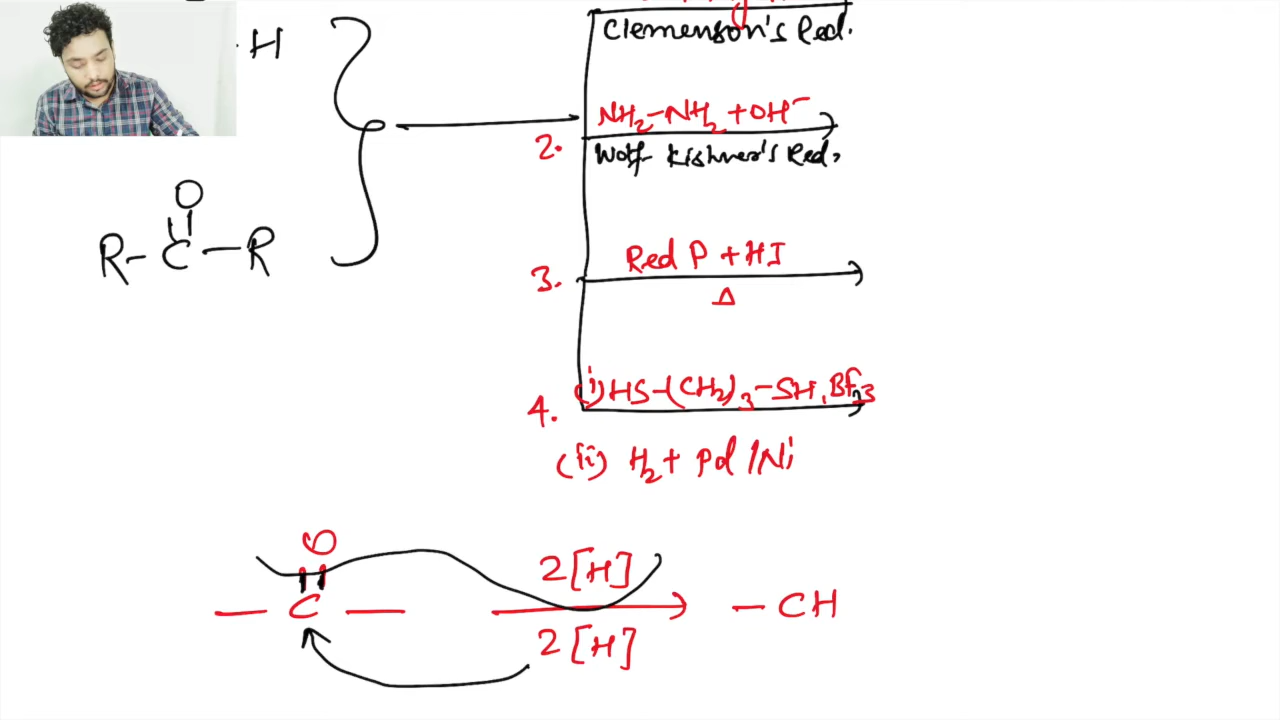 Clemenson's Red.
-H
NH₂-NH₂+OH⁻
2.
Wolf Kishner's Red.
O
R-C-R
Red P+HI
3.
Δ
(i) HS-(CH₂)₃-SH, BF₃
4.
(ii) H₂+ Pd/Ni
O
2[H]
-C- -CH
2[H]